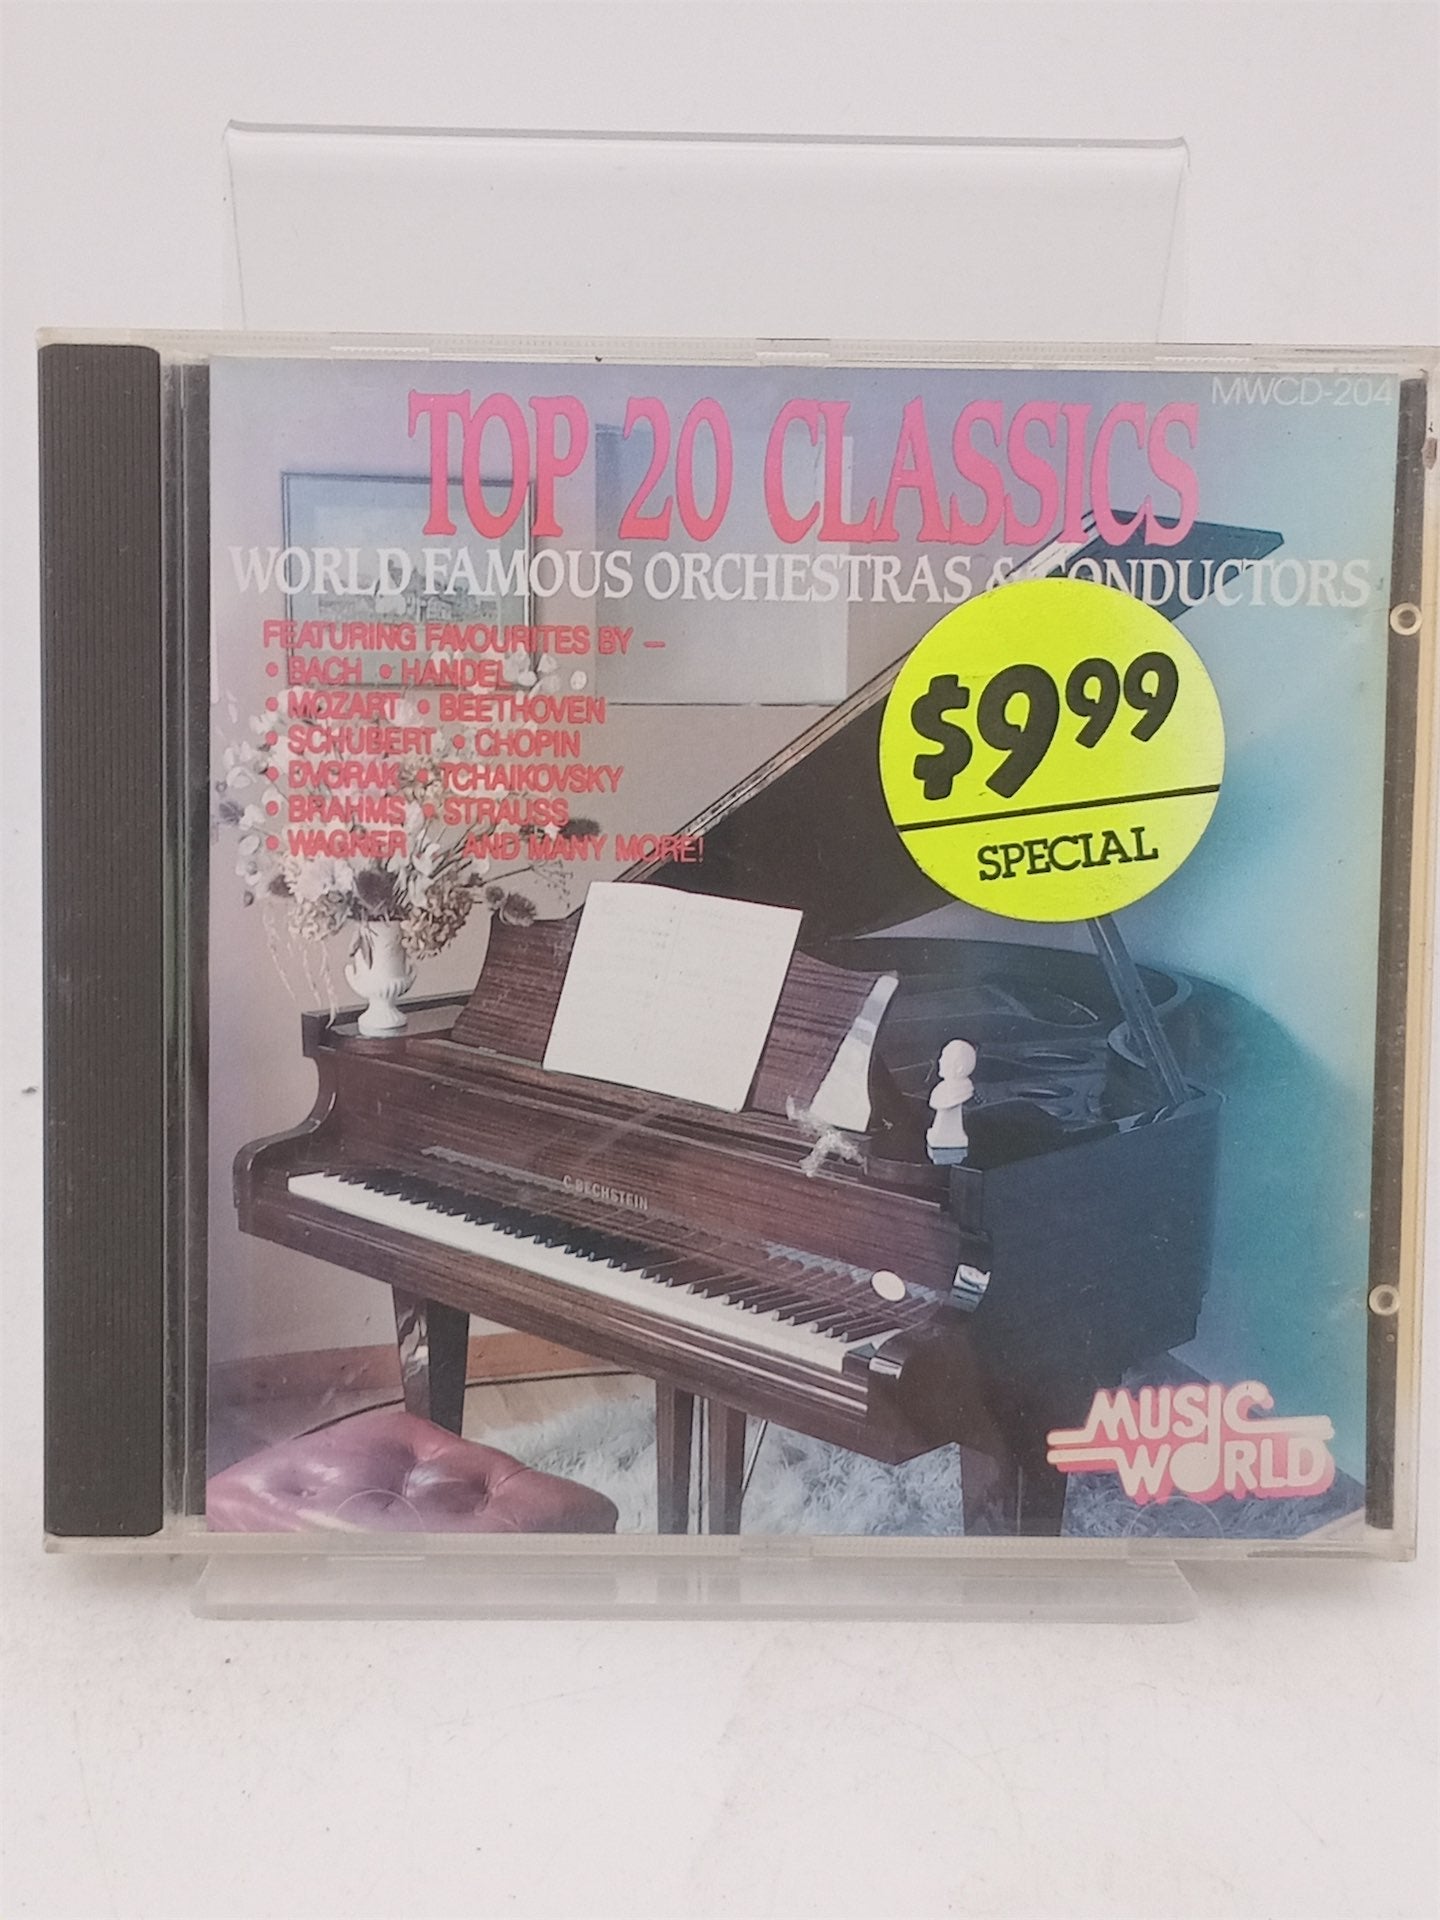 MWCD-204
TOP 20 CLASSICS
WORLD FAMOUS ORCHESTRAS & CONDUCTORS
FEATURING FAVOURITES BY –
• BACH • HANDEL
• MOZART • BEETHOVEN
• SCHUBERT • CHOPIN
• DVORAK • TCHAIKOVSKY
• BRAHMS • STRAUSS
• WAGNER AND MANY MORE!
$9.99
SPECIAL
C. BECHSTEIN
MUSIC
WORLD